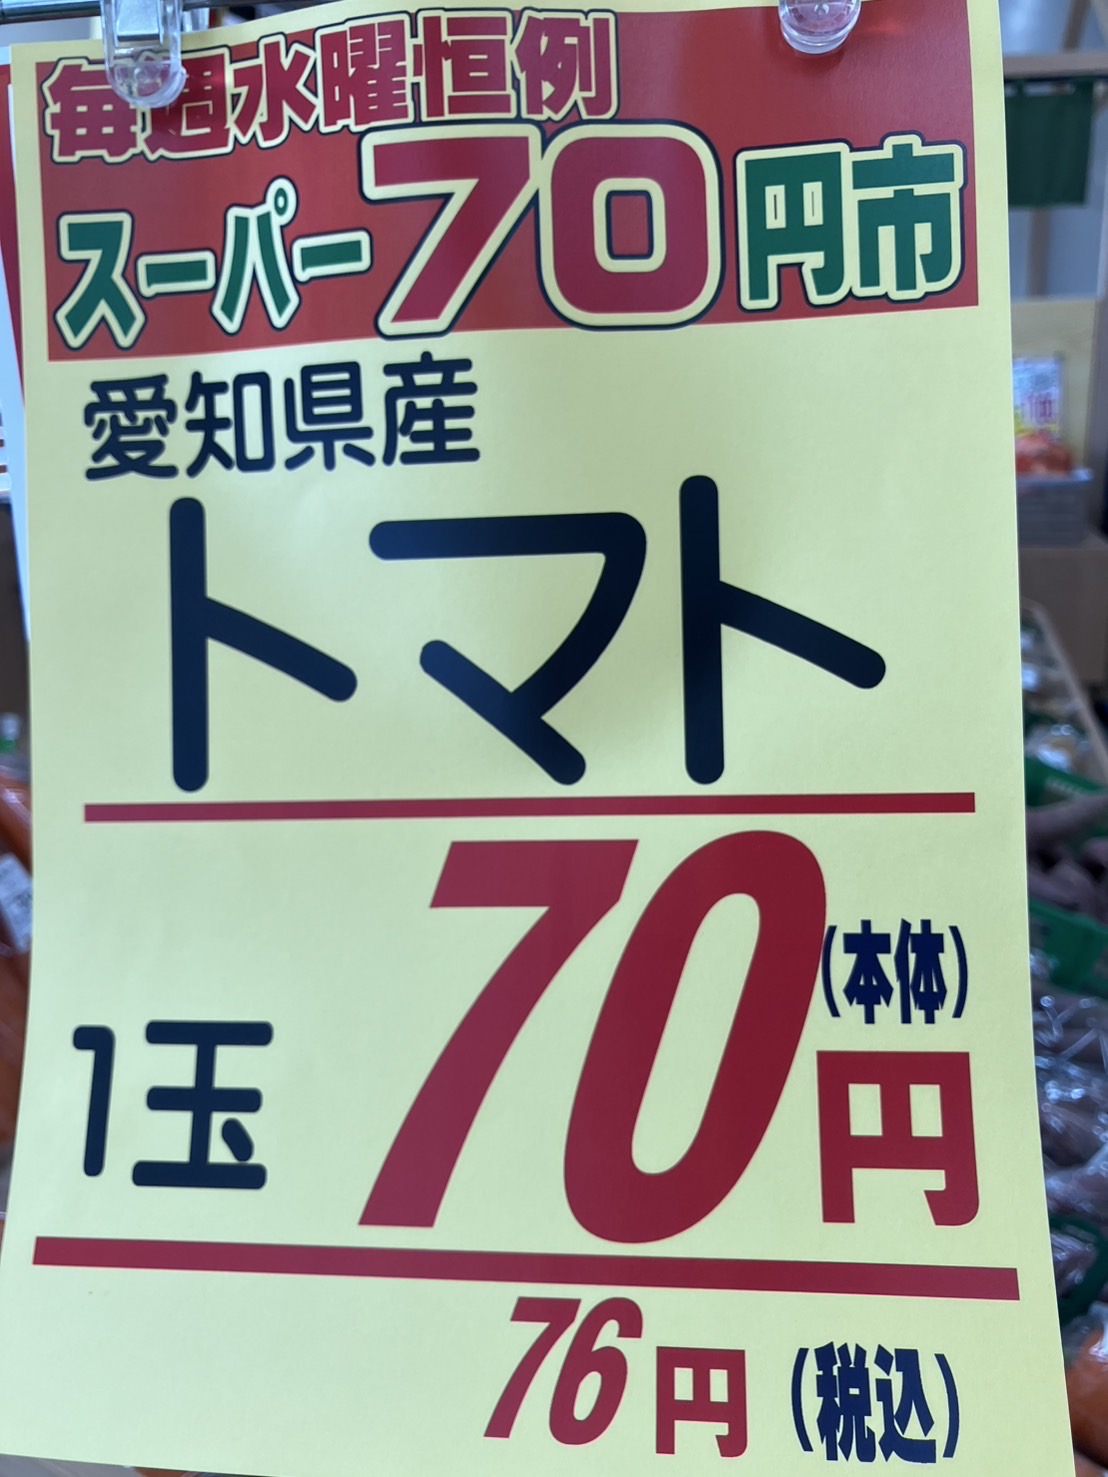 毎週水曜恒例
スーパー70円市
愛知県産
トマト
1玉 70円 (本体)
76円 (税込)